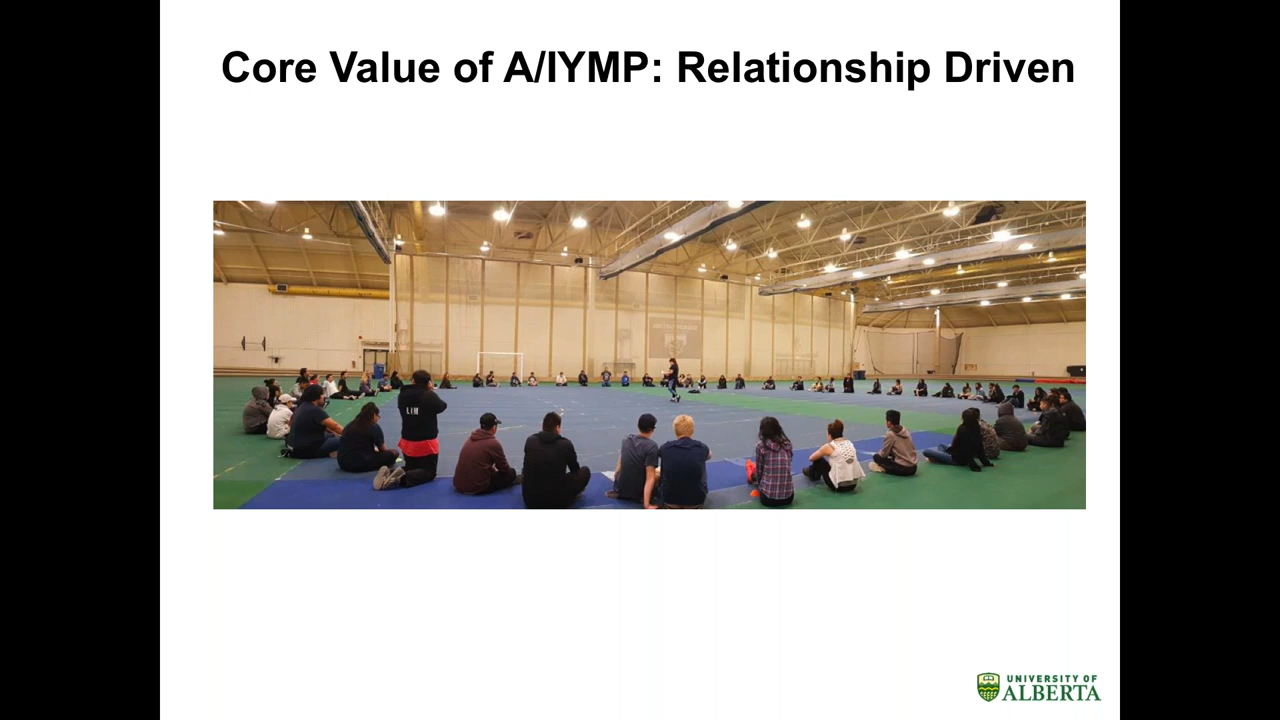 Core Value of A/IYMP: Relationship Driven
UNIVERSITY OF
ALBERTA